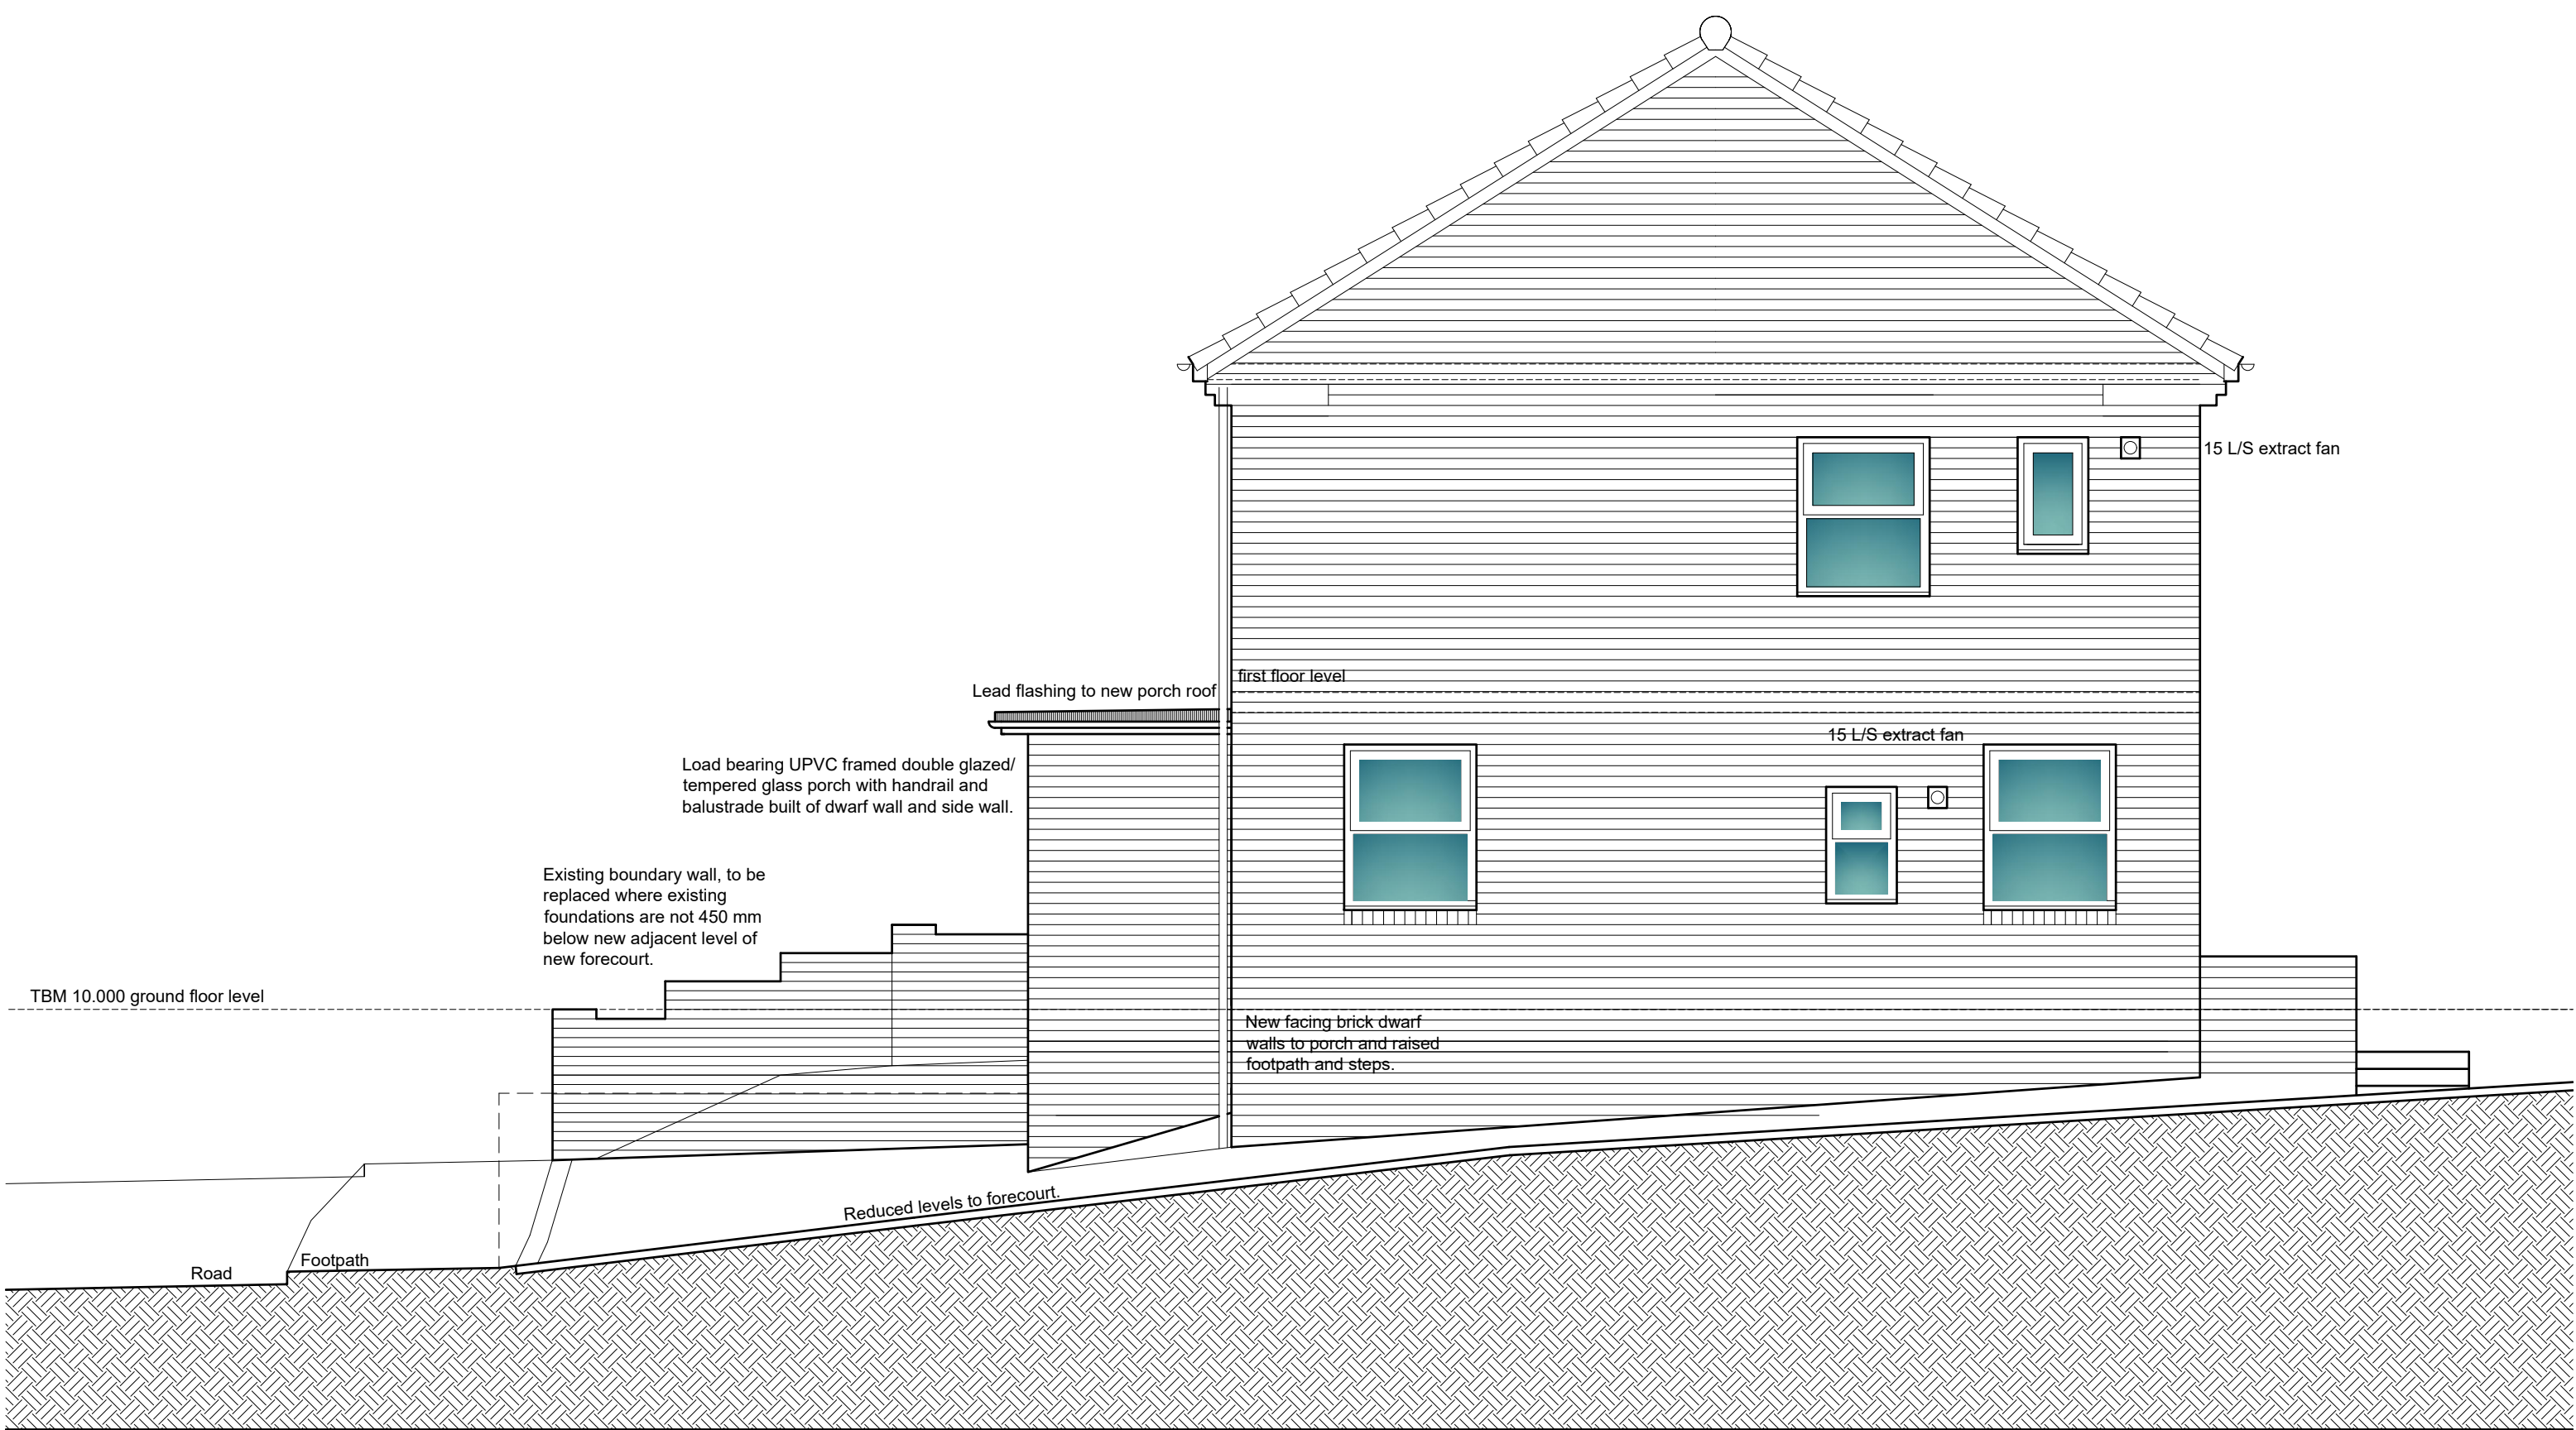 15 L/S extract fan
first floor level
Lead flashing to new porch roof
15 L/S extract fan
Load bearing UPVC framed double glazed/
tempered glass porch with handrail and
balustrade built of dwarf wall and side wall.
Existing boundary wall, to be
replaced where existing
foundations are not 450 mm
below new adjacent level of
new forecourt.
TBM 10.000 ground floor level
New facing brick dwarf
walls to porch and raised
footpath and steps.
Reduced levels to forecourt.
Footpath
Road